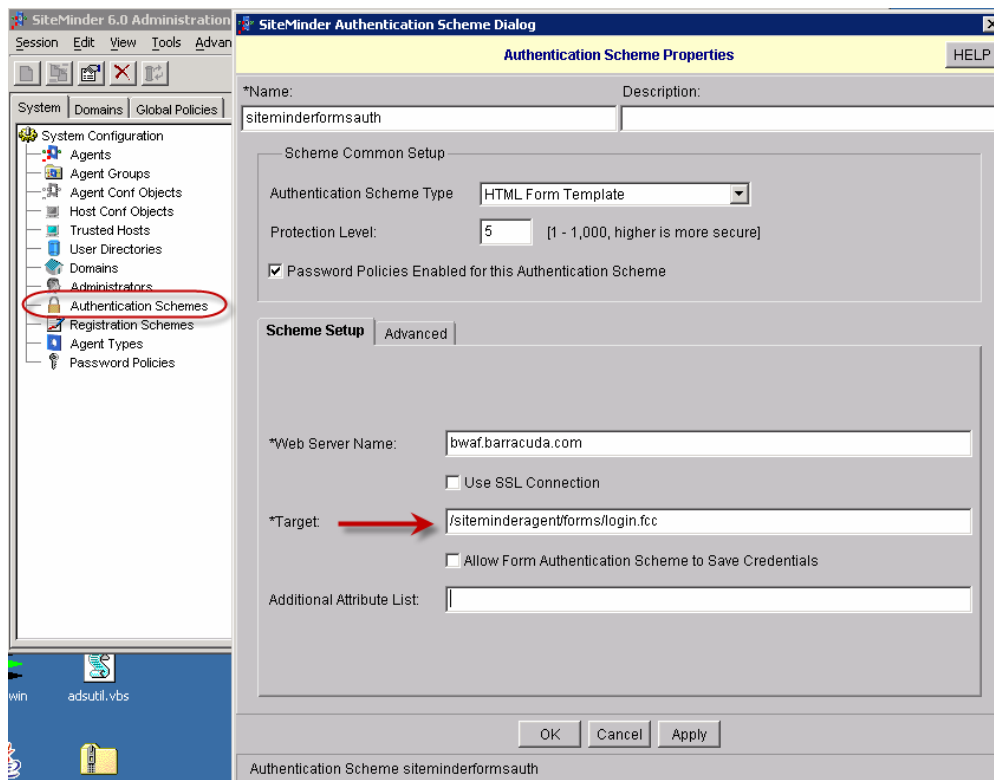 SiteMinder 6.0 Administration
Session Edit View Tools Advan
System Domains Global Policies
System Configuration
Agents
Agent Groups
Agent Conf Objects
Host Conf Objects
Trusted Hosts
User Directories
Domains
Administrators
Authentication Schemes
Registration Schemes
Agent Types
Password Policies
win
adsutil.vbs
SiteMinder Authentication Scheme Dialog
Authentication Scheme Properties
HELP
*Name: Description:
siteminderformsauth
Scheme Common Setup
Authentication Scheme Type HTML Form Template
Protection Level: 5 [1 - 1,000, higher is more secure]
Password Policies Enabled for this Authentication Scheme
Scheme Setup Advanced
*Web Server Name: bwaf.barracuda.com
Use SSL Connection
*Target: /siteminderagent/forms/login.fcc
Allow Form Authentication Scheme to Save Credentials
Additional Attribute List:
OK Cancel Apply
Authentication Scheme siteminderformsauth